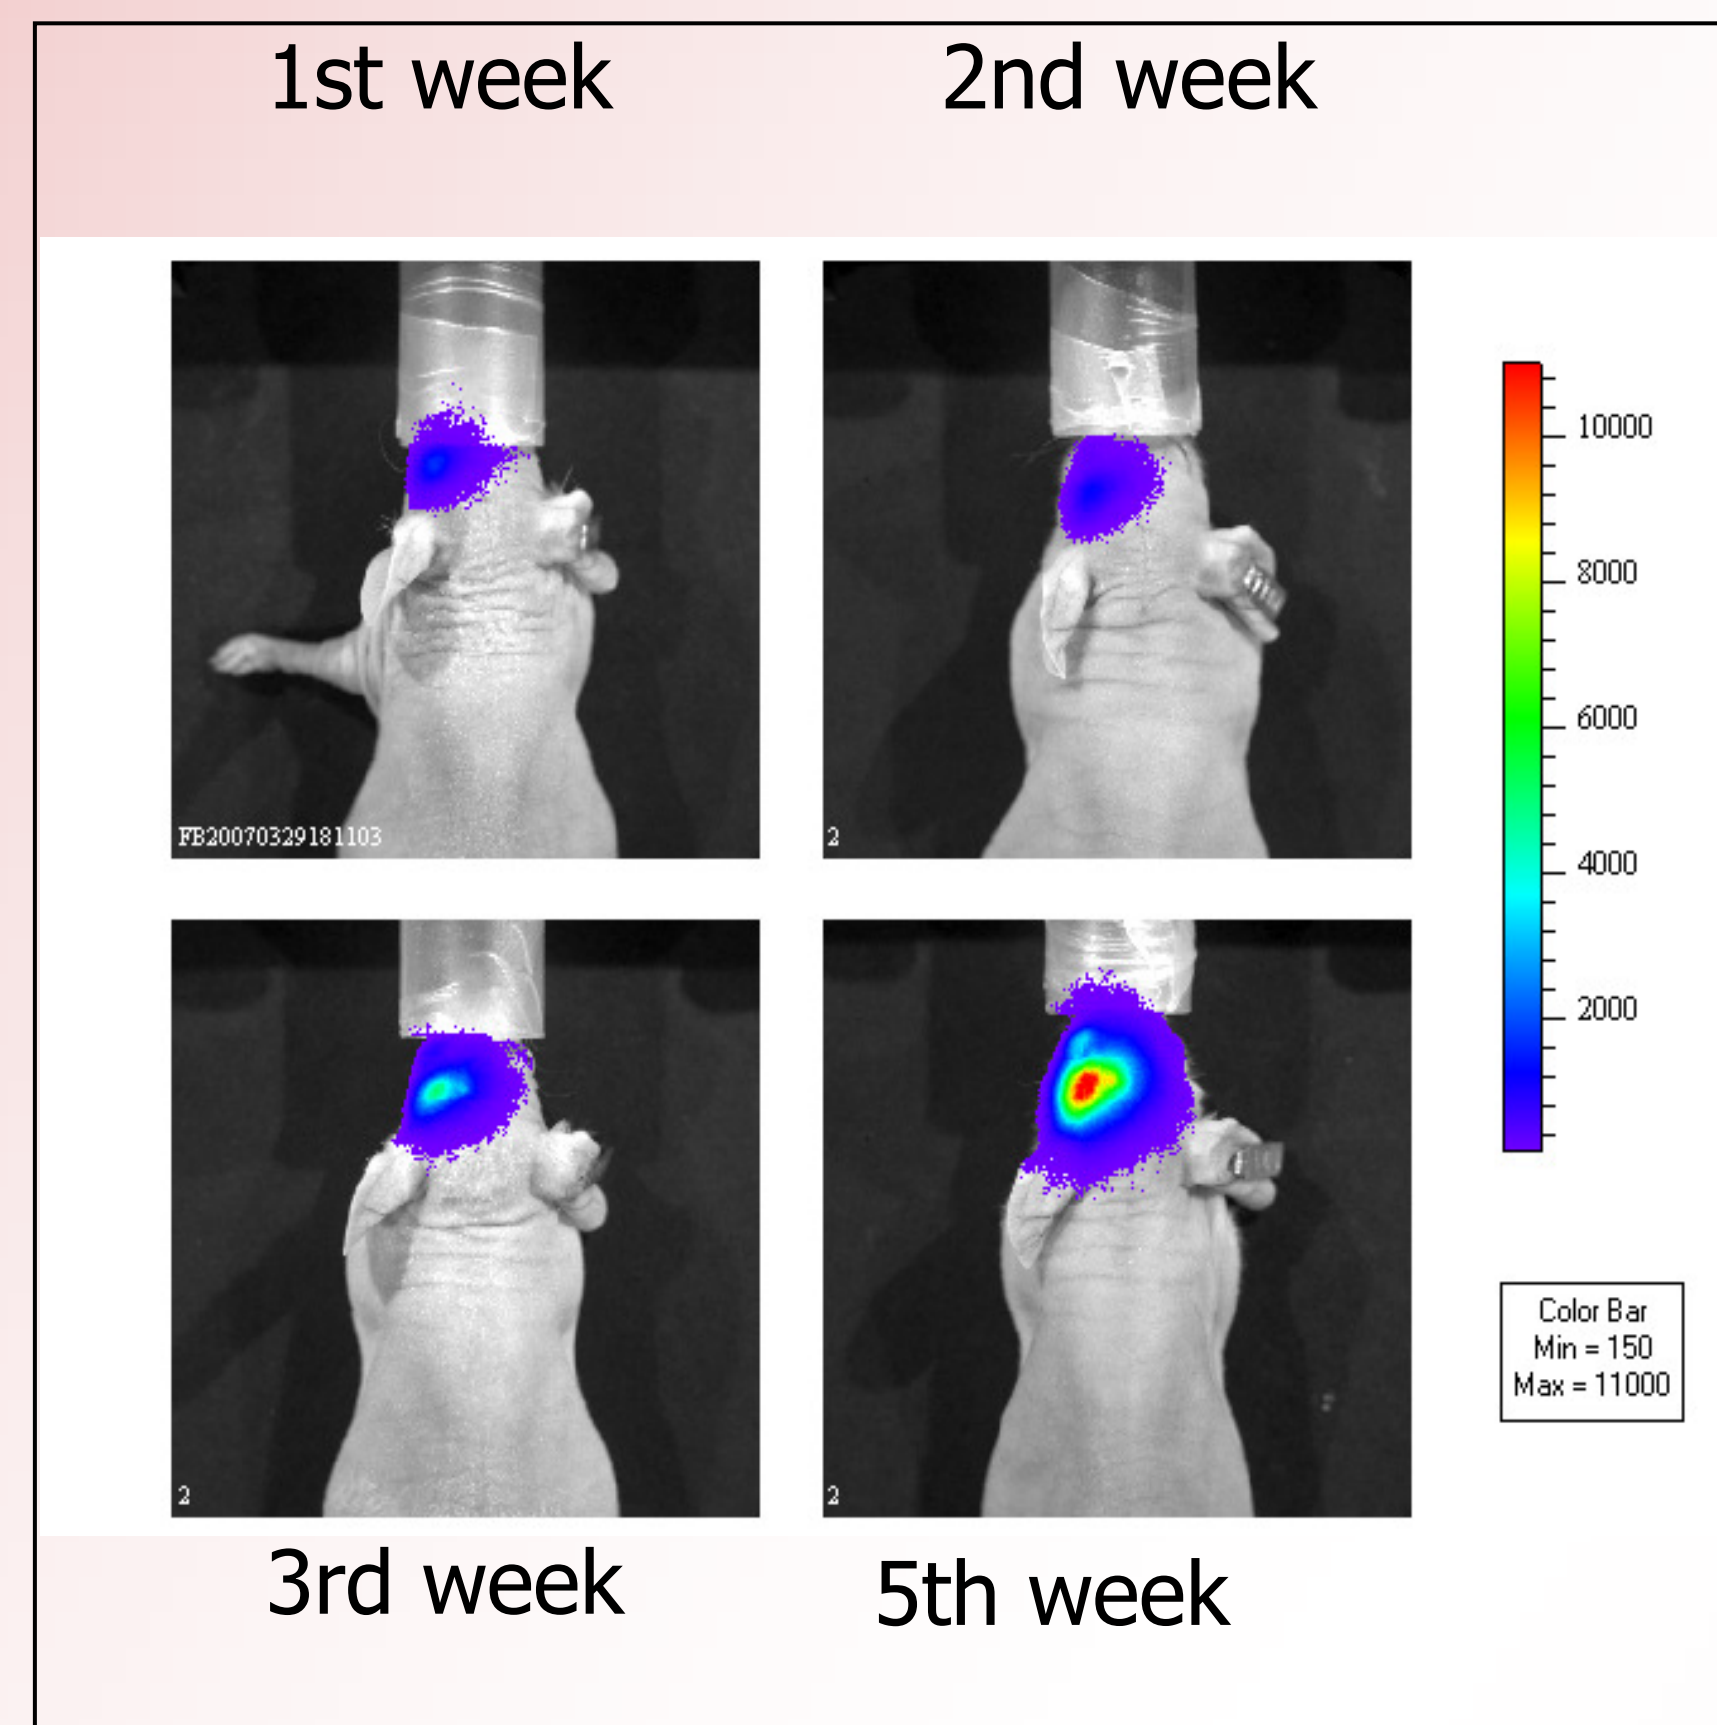 1st week
2nd week
FB20070329181103
2
10000
8000
6000
4000
2000
2
2
Color Bar
Min = 150
Max = 11000
3rd week
5th week